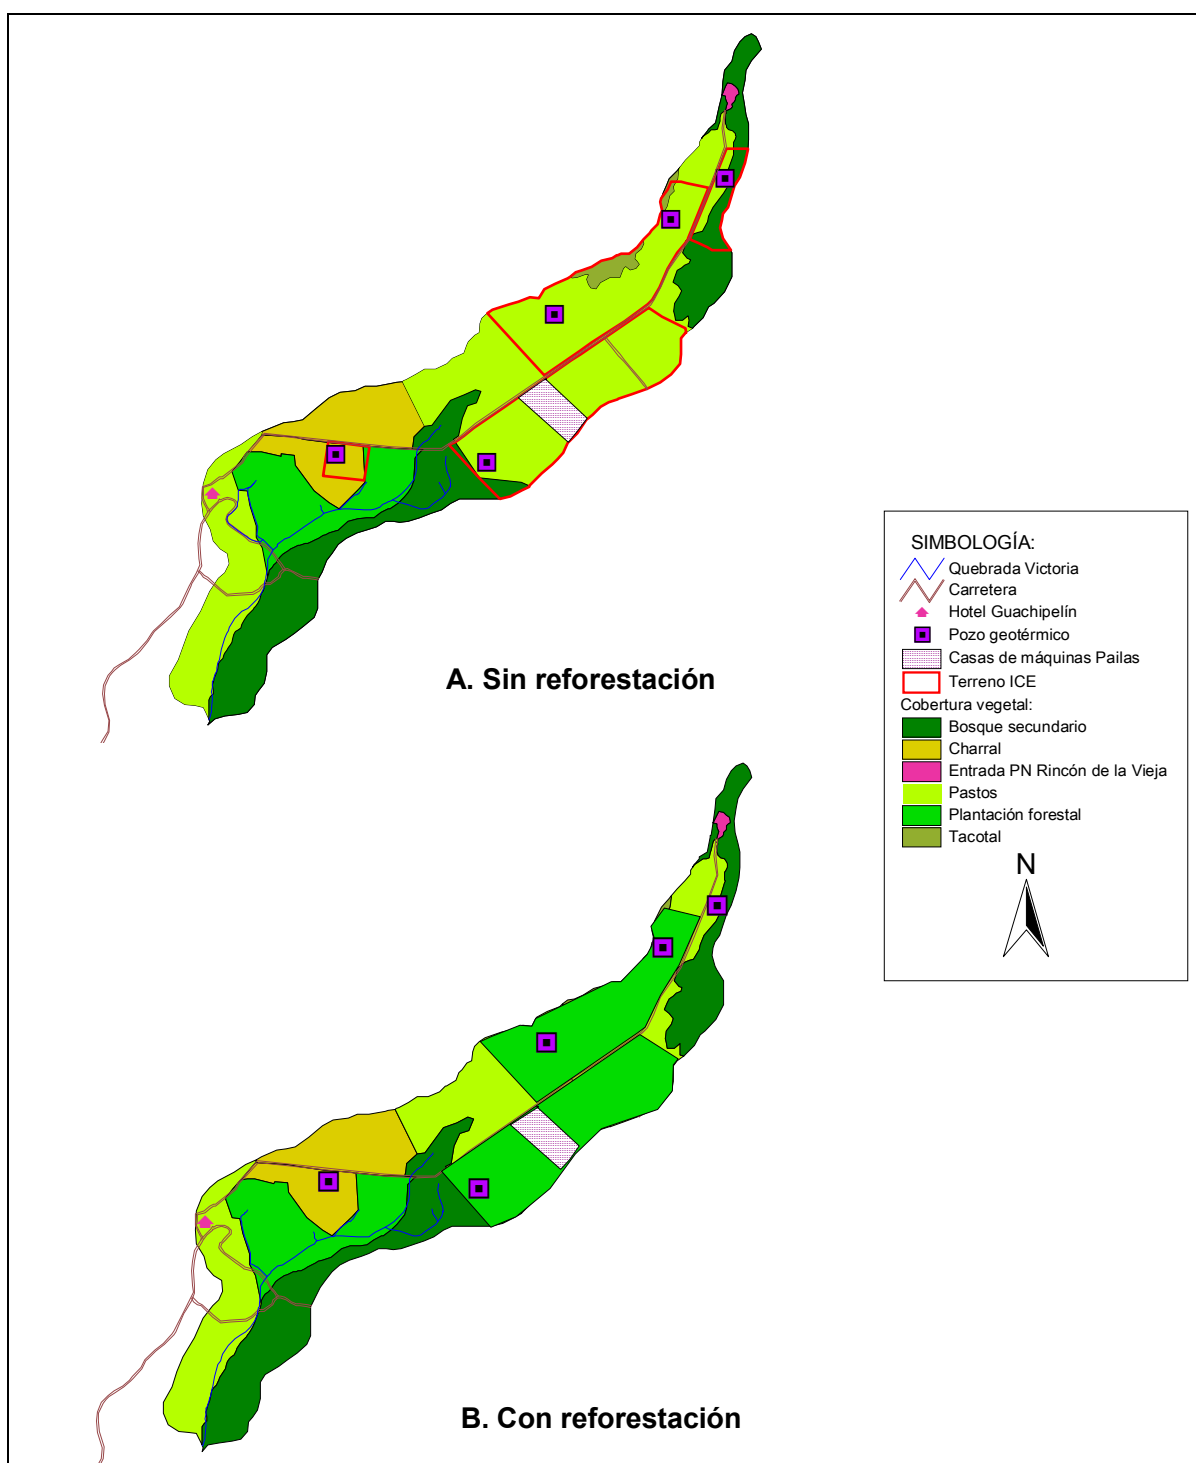 A. Sin reforestación
SIMBOLOGÍA:
Quebrada Victoria
Carretera
Hotel Guachipelín
Pozo geotérmico
Casas de máquinas Pailas
Terreno ICE
Cobertura vegetal:
Bosque secundario
Charral
Entrada PN Rincón de la Vieja
Pastos
Plantación forestal
Tacotal
N
B. Con reforestación